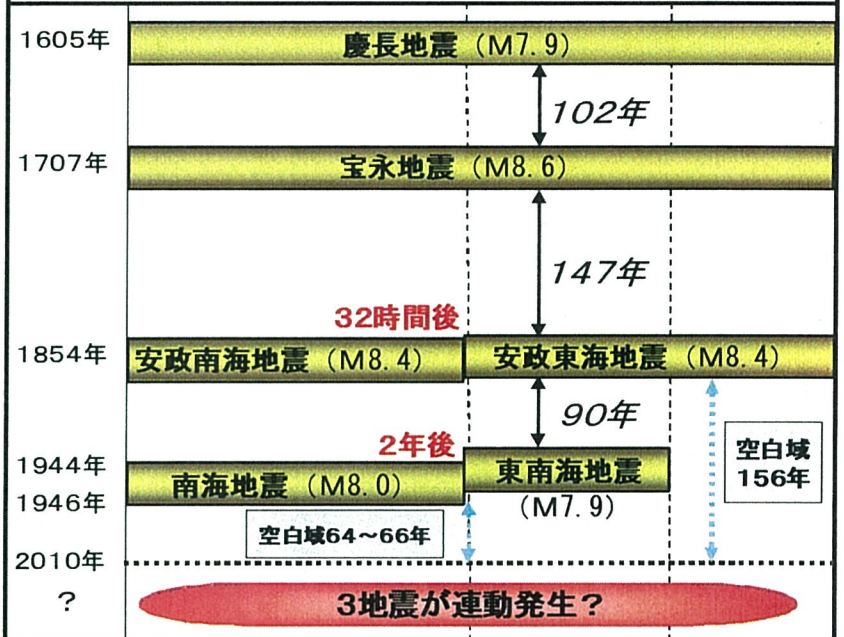 1605年
慶長地震（M7.9）
102年
1707年
宝永地震（M8.6）
147年
32時間後
1854年
安政南海地震（M8.4）
安政東海地震（M8.4）
90年
2年後
1944年
東南海地震
（M7.9）
南海地震（M8.0）
1946年
空白域
156年
空白域64～66年
2010年
?
3地震が連動発生?